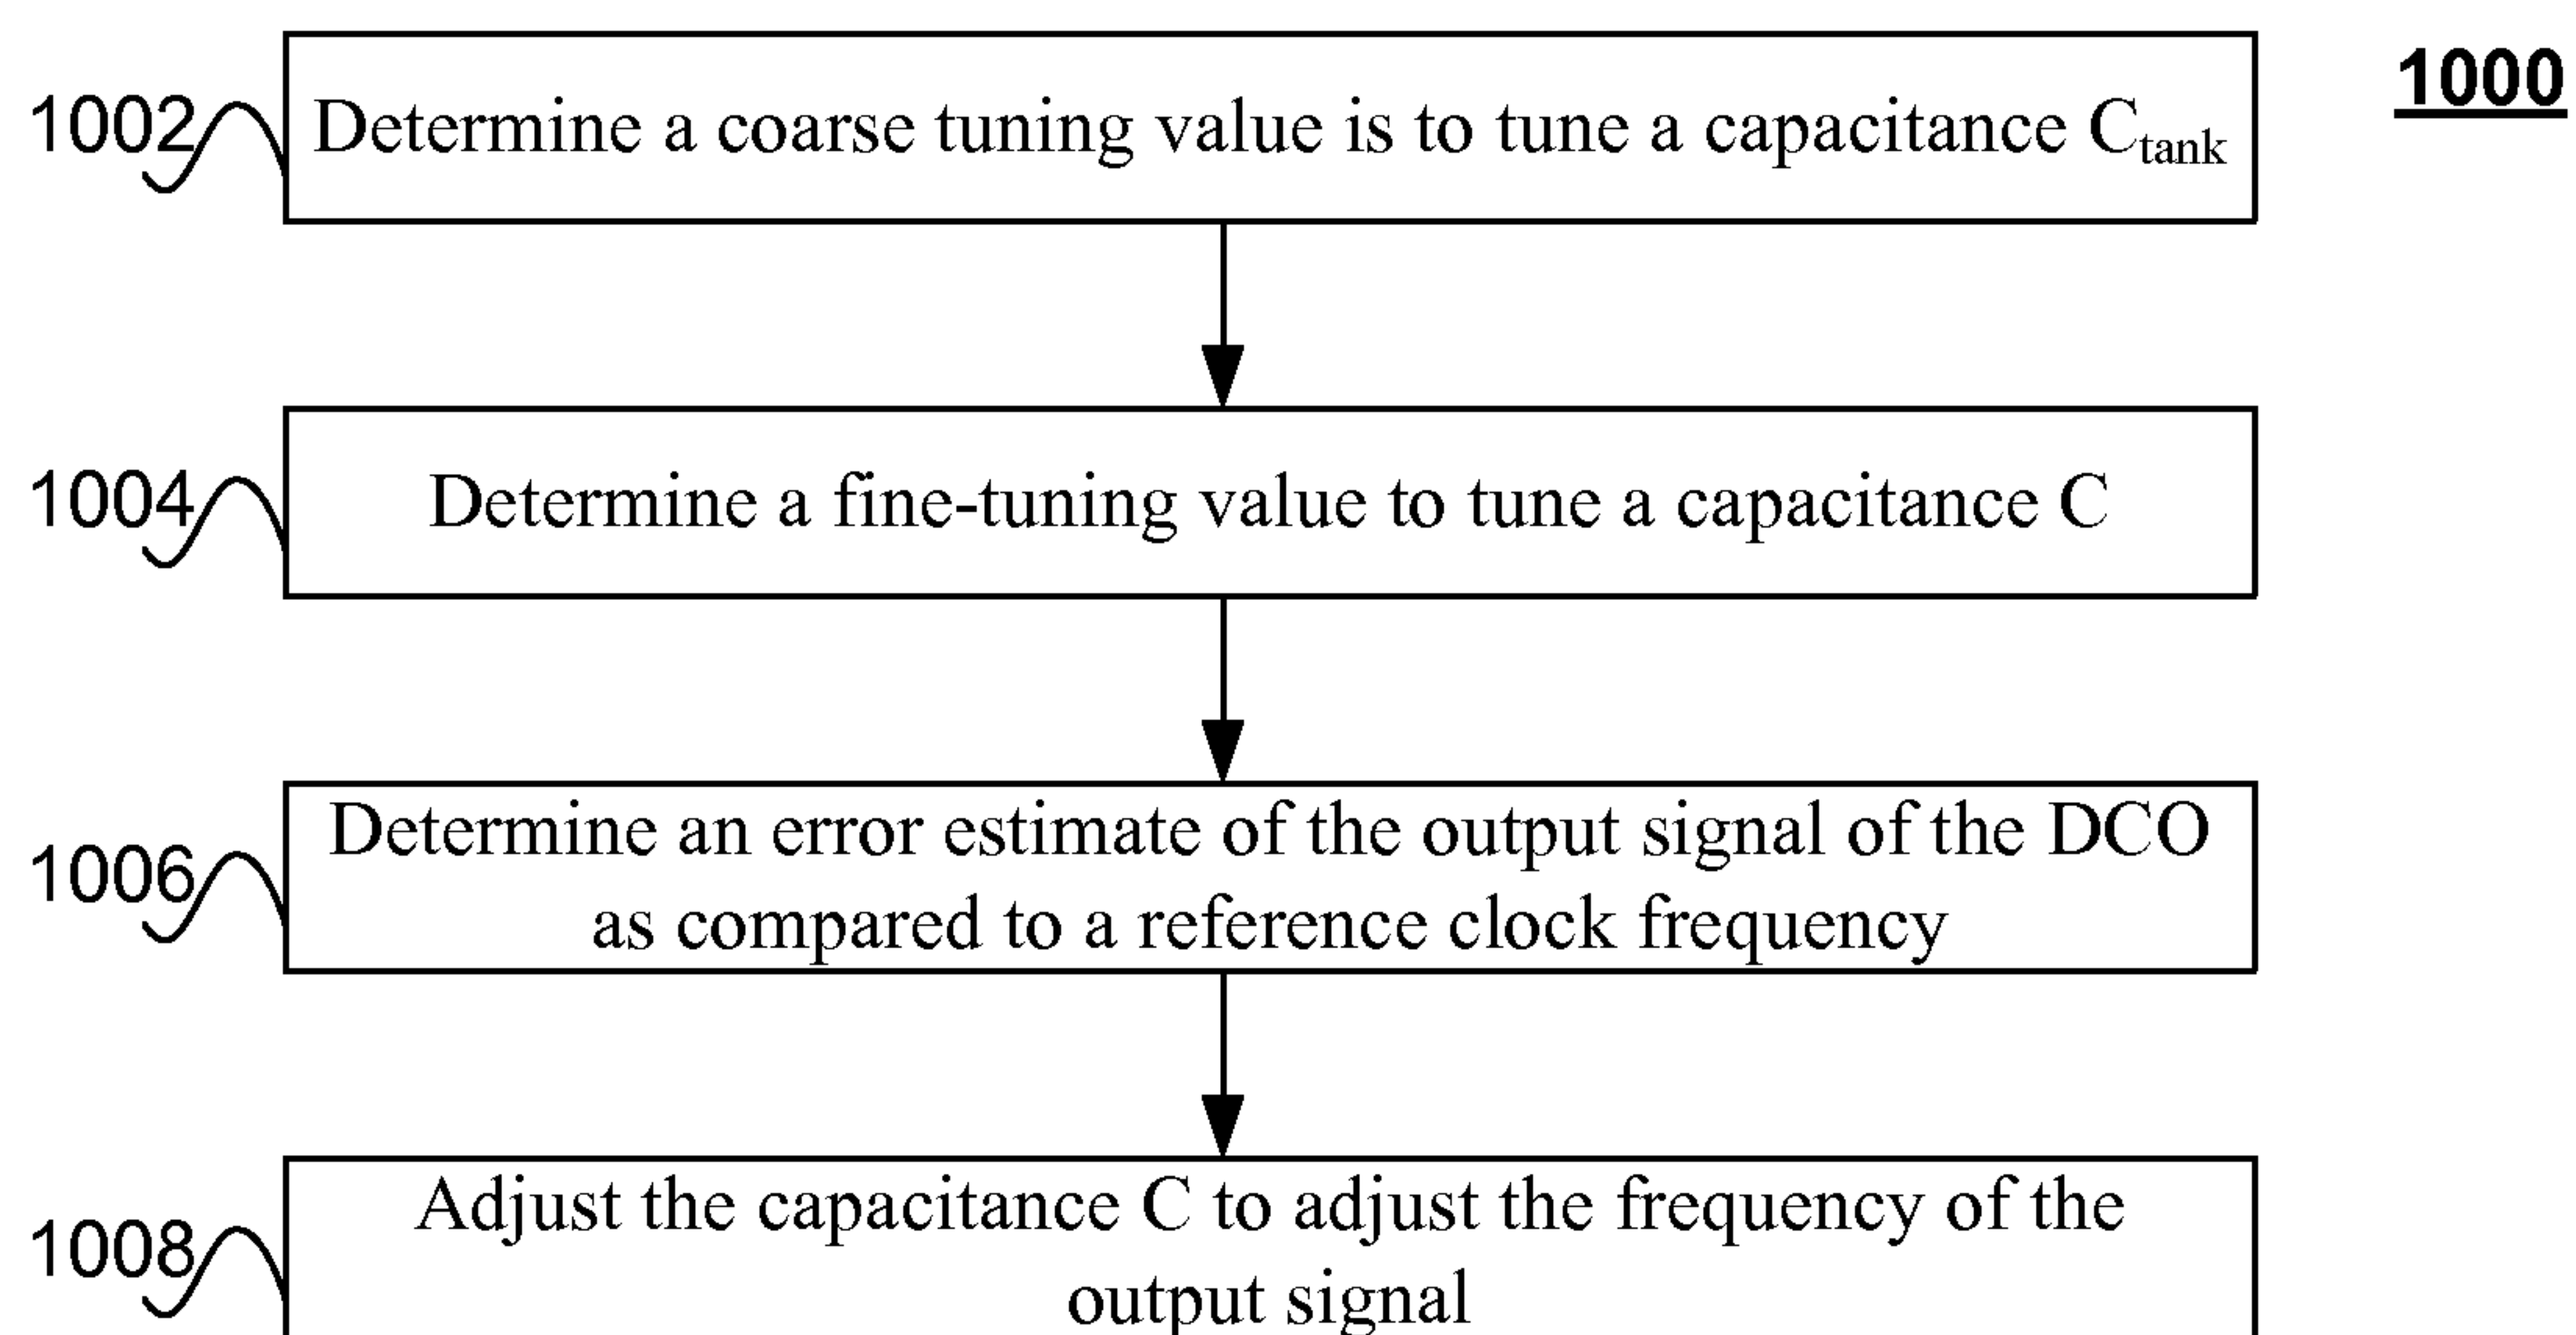 1000
1002 Determine a coarse tuning value is to tune a capacitance Ctank
1004 Determine a fine-tuning value to tune a capacitance C
1006 Determine an error estimate of the output signal of the DCO
as compared to a reference clock frequency
1008 Adjust the capacitance C to adjust the frequency of the
output signal